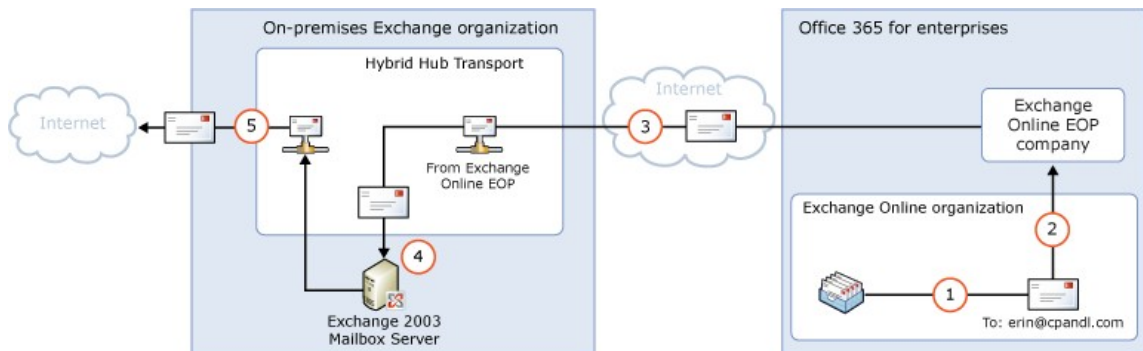 On-premises Exchange organization
Hybrid Hub Transport
Internet
5
From Exchange
Online EOP
4
Exchange 2003
Mailbox Server
Internet
3
Office 365 for enterprises
Exchange
Online EOP
company
Exchange Online organization
2
1
To: erin@cpandl.com